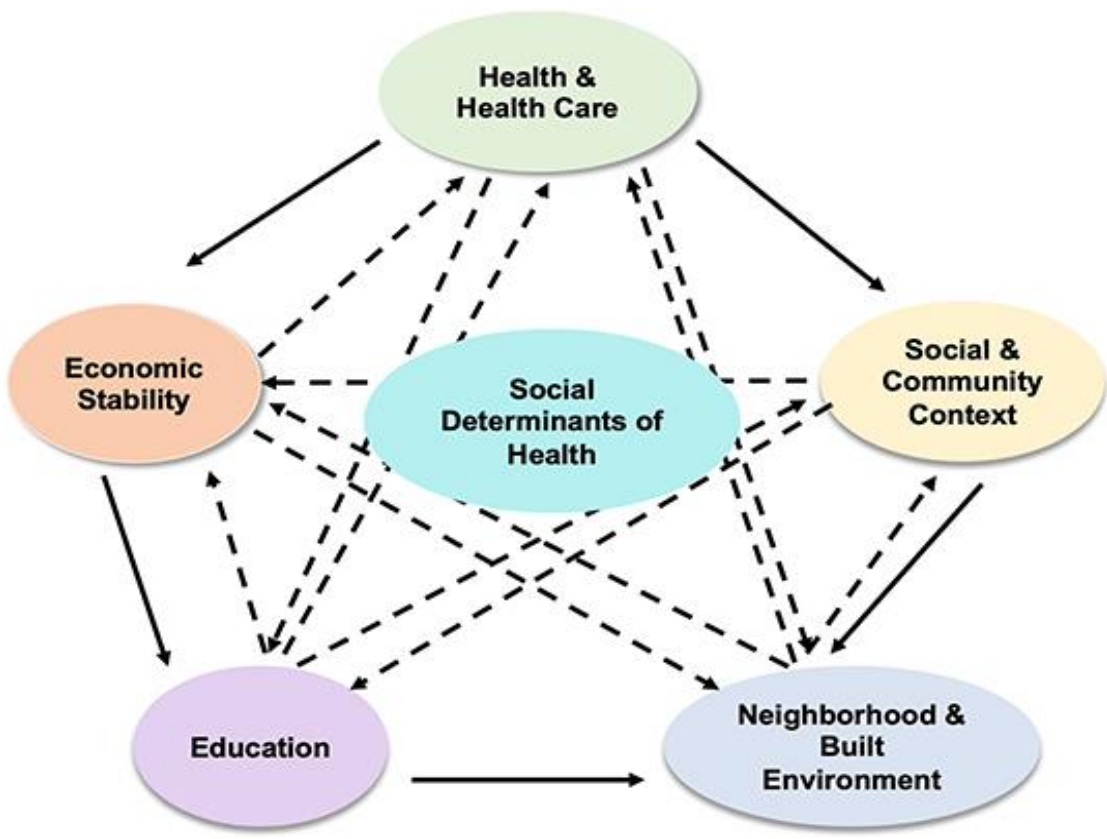 Health &
Health Care
Economic
Stability
Social
Determinants of
Health
Social &
Community
Context
Education
Neighborhood &
Built
Environment